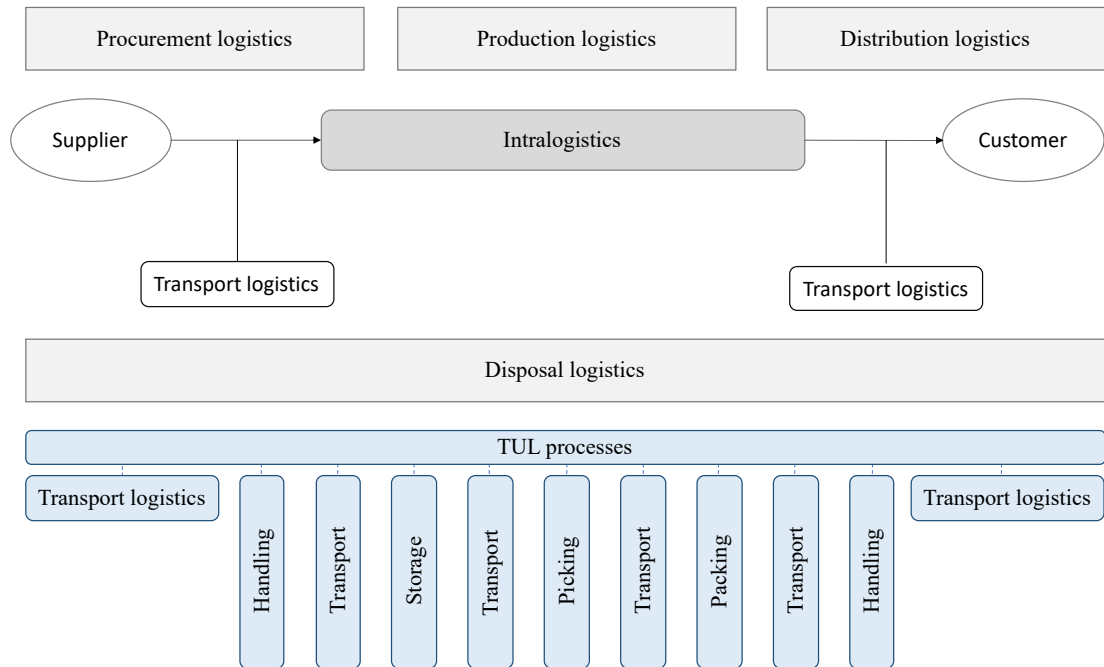 Procurement logistics
Production logistics
Distribution logistics
Supplier
Intralogistics
Customer
Transport logistics
Transport logistics
Disposal logistics
TUL processes
Transport logistics
Handling
Transport
Storage
Transport
Picking
Transport
Packing
Transport
Handling
Transport logistics